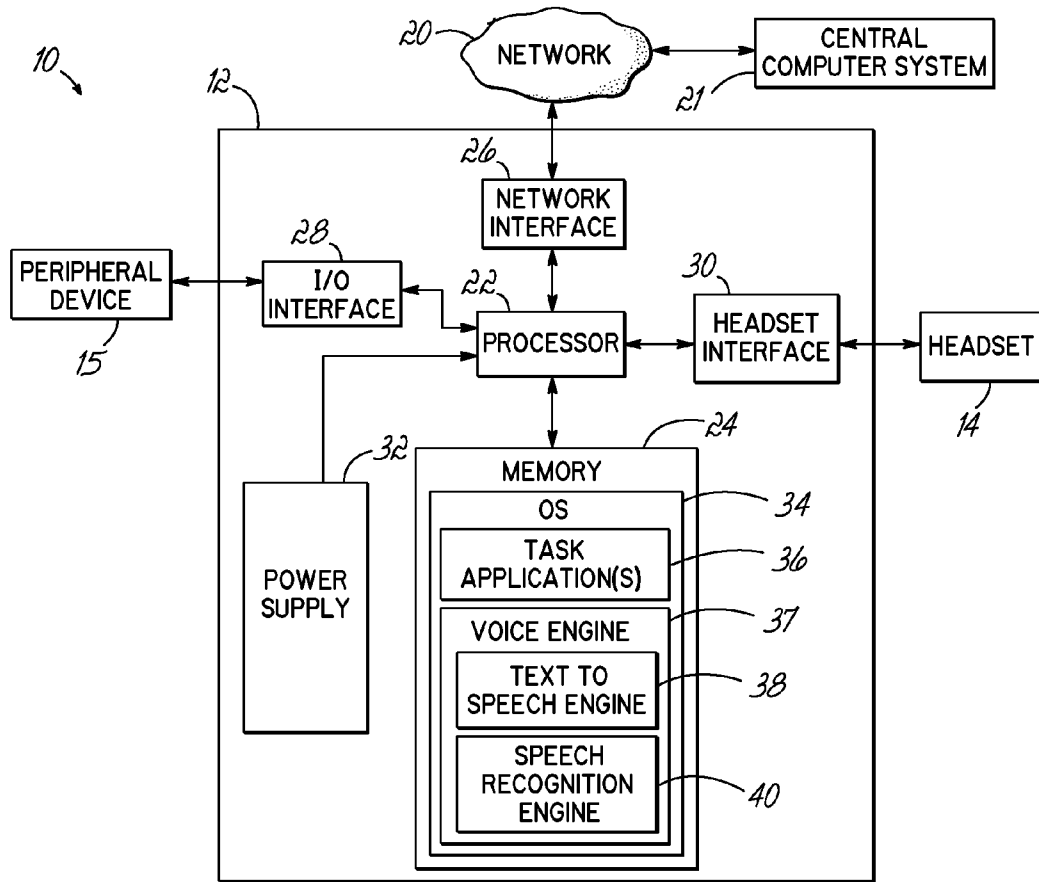 10
20
NETWORK
CENTRAL
COMPUTER SYSTEM
21
12
26
NETWORK
INTERFACE
28
I/O
INTERFACE
PERIPHERAL
DEVICE
15
22
PROCESSOR
30
HEADSET
INTERFACE
HEADSET
14
32
POWER
SUPPLY
24
MEMORY
OS
34
TASK
APPLICATION(S)
36
VOICE ENGINE
37
TEXT TO
SPEECH ENGINE
38
SPEECH
RECOGNITION
ENGINE
40